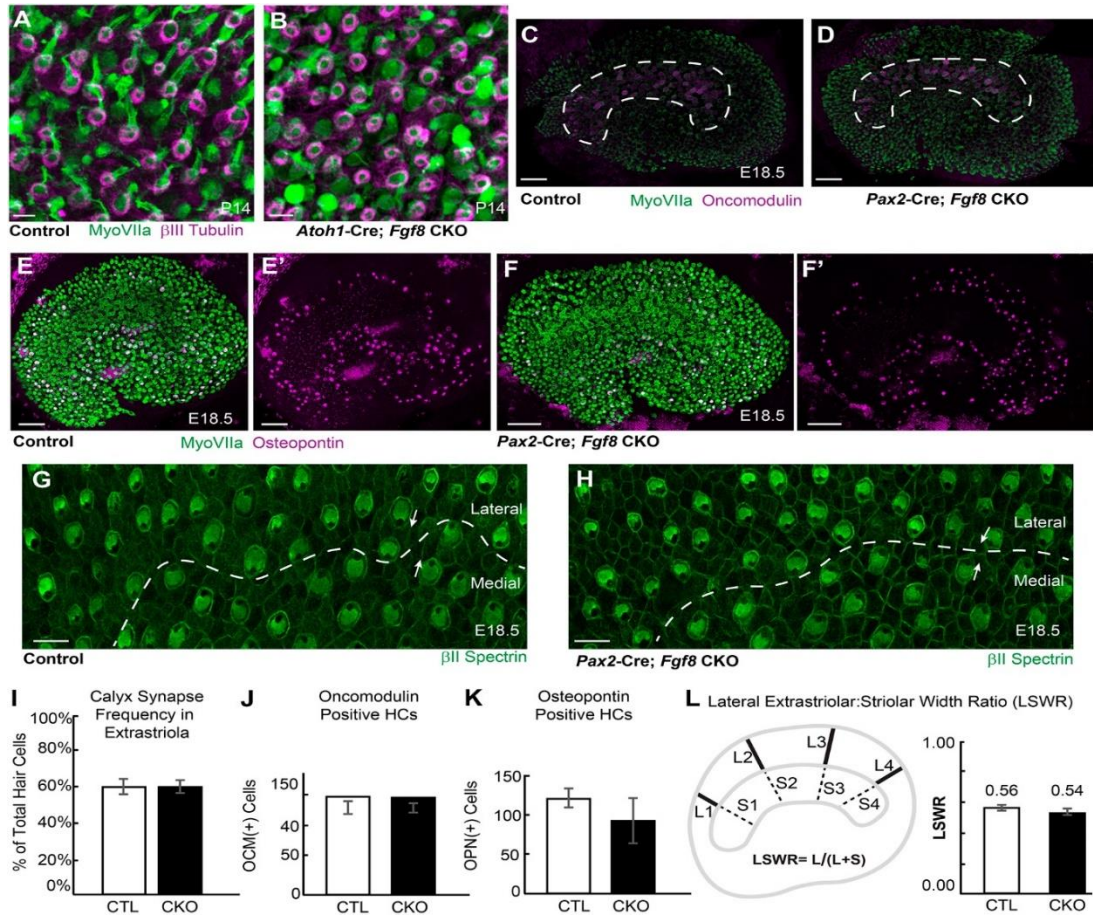 A
B
C
D
P14
P14
E18.5
Control
MyoVIIa βIII Tubulin
Atoh1-Cre; Fgf8 CKO
Control
MyoVIIa Oncomodulin
Pax2-Cre; Fgf8 CKO
E
E'
F
F'
E18.5
E18.5
Control
MyoVIIa Osteopontin
Pax2-Cre; Fgf8 CKO
G
Lateral
Medial
E18.5
Control
βII Spectrin
H
Lateral
Medial
E18.5
Pax2-Cre; Fgf8 CKO
βII Spectrin
I
Calyx Synapse
Frequency in
Extrastriola
% of Total Hair Cells
100%
80%
60%
40%
20%
0%
CTL CKO
J
Oncomodulin
Positive HCs
OCM(+) Cells
150
40
50
0
CTL CKO
K
Osteopontin
Positive HCs
OPN(+) Cells
150
100
50
0
CTL CKO
L Lateral Extrastriolar:Striolar Width Ratio (LSWR)
L1
L2
L3
L4
S1
S2
S3
S4
LSWR= L/(L+S)
LSWR
1.00
0.00
0.56
0.54
CTL CKO